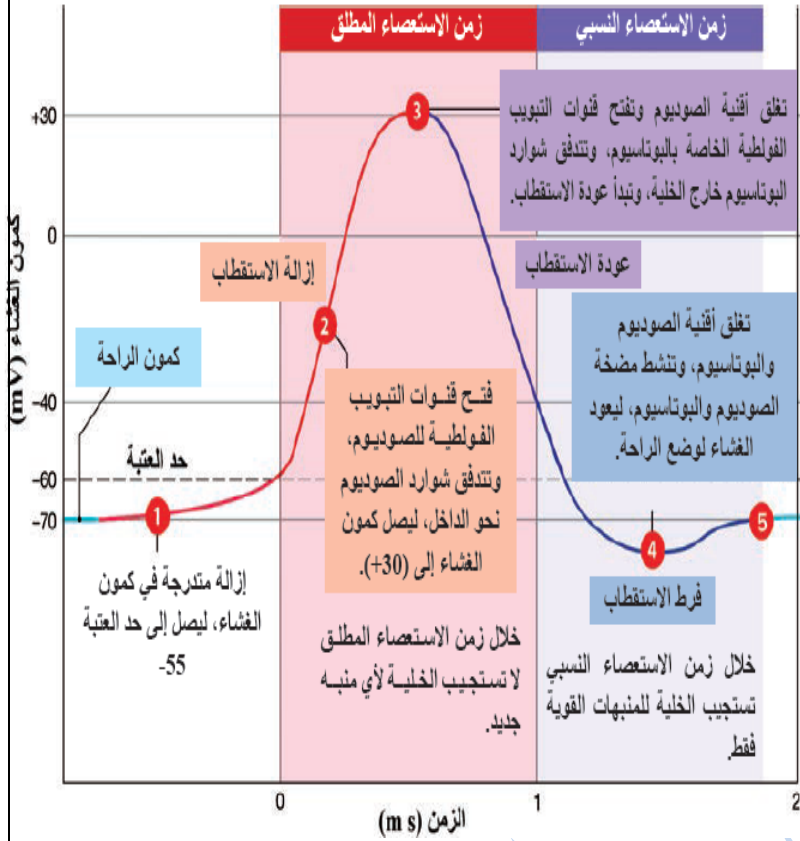 زمن الاستعصاء المطلق
زمن الاستعصاء النسبي
+30
0
-40
-60
-70
كمون الغشاء (mV)
3
تغلق أقنية الصوديوم وتفتح قنوات التبويب
الفولطية الخاصة بالبوتاسيوم، وتتدفق شوارد
البوتاسيوم خارج الخلية، وتبدأ عودة الاستقطاب.
إزالة الاستقطاب
عودة الاستقطاب
2
كمون الراحة
تغلق أقنية الصوديوم
والبوتاسيوم، وتنشط مضخة
الصوديوم والبوتاسيوم، ليعود
الغشاء لوضع الراحة.
فتح قنوات التبويب
الفولطية للصوديوم،
وتتدفق شوارد الصوديوم
نحو الداخل، ليصل كمون
الغشاء إلى (30+).
حد العتبة
1
4
5
إزالة متدرجة في كمون
الغشاء، ليصل إلى حد العتبة
-55
فرط الاستقطاب
خلال زمن الاستعصاء المطلق
لا تستجيب الخلية لأي منبه
جديد.
خلال زمن الاستعصاء النسبي
تستجيب الخلية للمنبهات القوية
فقط.
0
1
2
الزمن (m s)